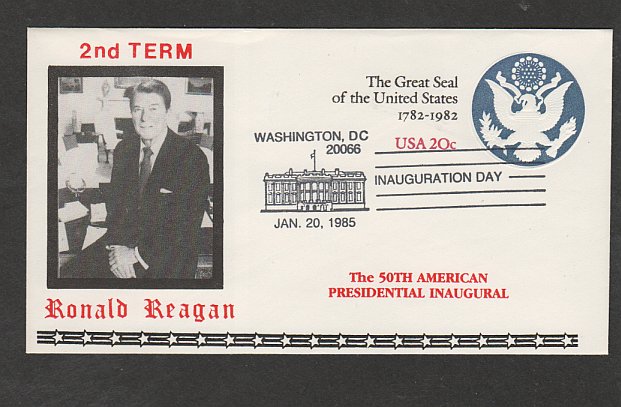 2nd TERM
Ronald Reagan
The Great Seal
of the United States
1782-1982
USA 20c
WASHINGTON, DC
20066
INAUGURATION DAY
JAN. 20, 1985
The 50TH AMERICAN
PRESIDENTIAL INAUGURAL